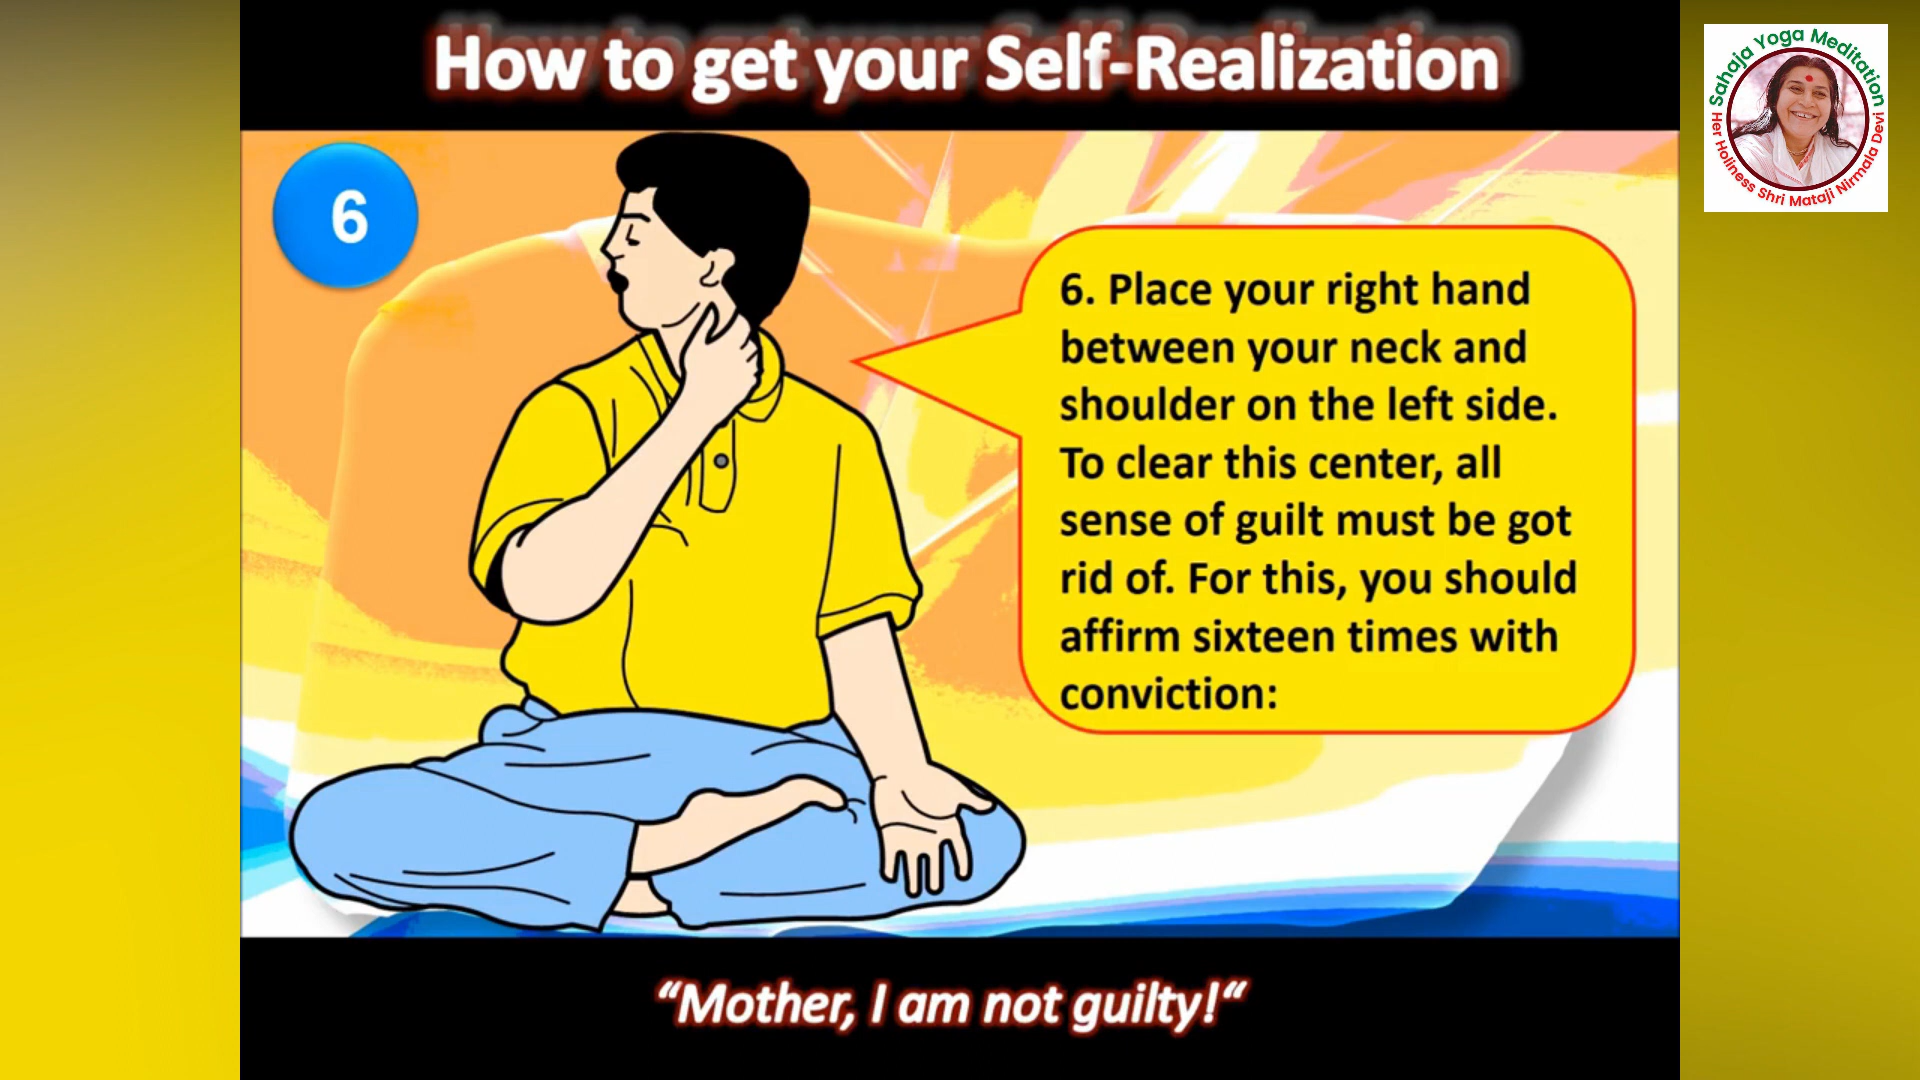 How to get your Self-Realization
Sahaja Yoga Meditation
Her Holiness Shri Mataji Nirmala Devi
6
6. Place your right hand
between your neck and
shoulder on the left side.
To clear this center, all
sense of guilt must be got
rid of. For this, you should
affirm sixteen times with
conviction:
“Mother, I am not guilty!“